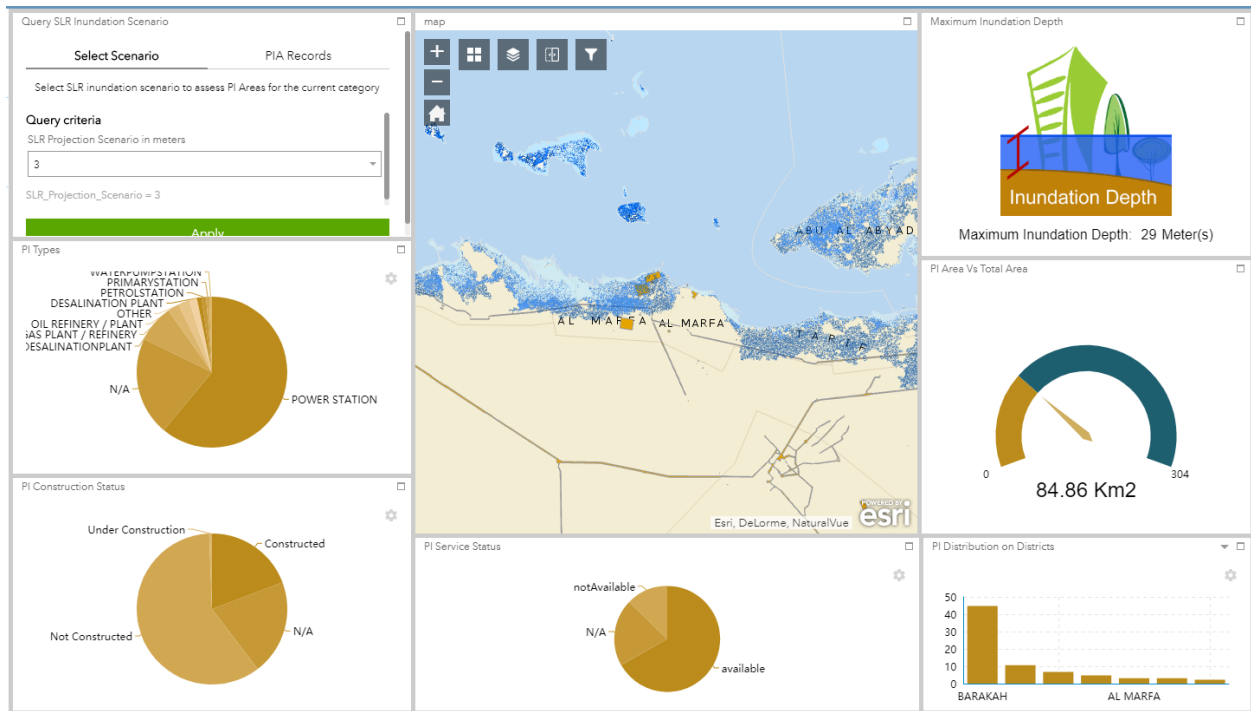 Query SLR Inundation Scenario
Select Scenario
PIA Records
Select SLR inundation scenario to assess PI Areas for the current category
Query criteria
SLR Projection Scenario in meters
3
SLR_Projection_Scenario = 3
Apply
PI Types
WATERPUMPSTATION
PRIMARYSTATION
PETROLSTATION
DESALINATION PLANT
OTHER
OIL REFINERY / PLANT
GAS PLANT / REFINERY
DESALINATIONPLANT
N/A
POWER STATION
PI Construction Status
Under Construction
Constructed
Not Constructed
N/A
map
ABU AL ABYAD
AL MARFA
AL MARFA
TARIF
Esri, DeLorme, NaturalVue
POWERED BY
esri
PI Service Status
notAvailable
N/A
available
Maximum Inundation Depth
Inundation Depth
Maximum Inundation Depth: 29 Meter(s)
PI Area Vs Total Area
0
304
84.86 Km2
PI Distribution on Districts
50
40
30
20
10
0
BARAKAH
AL MARFA